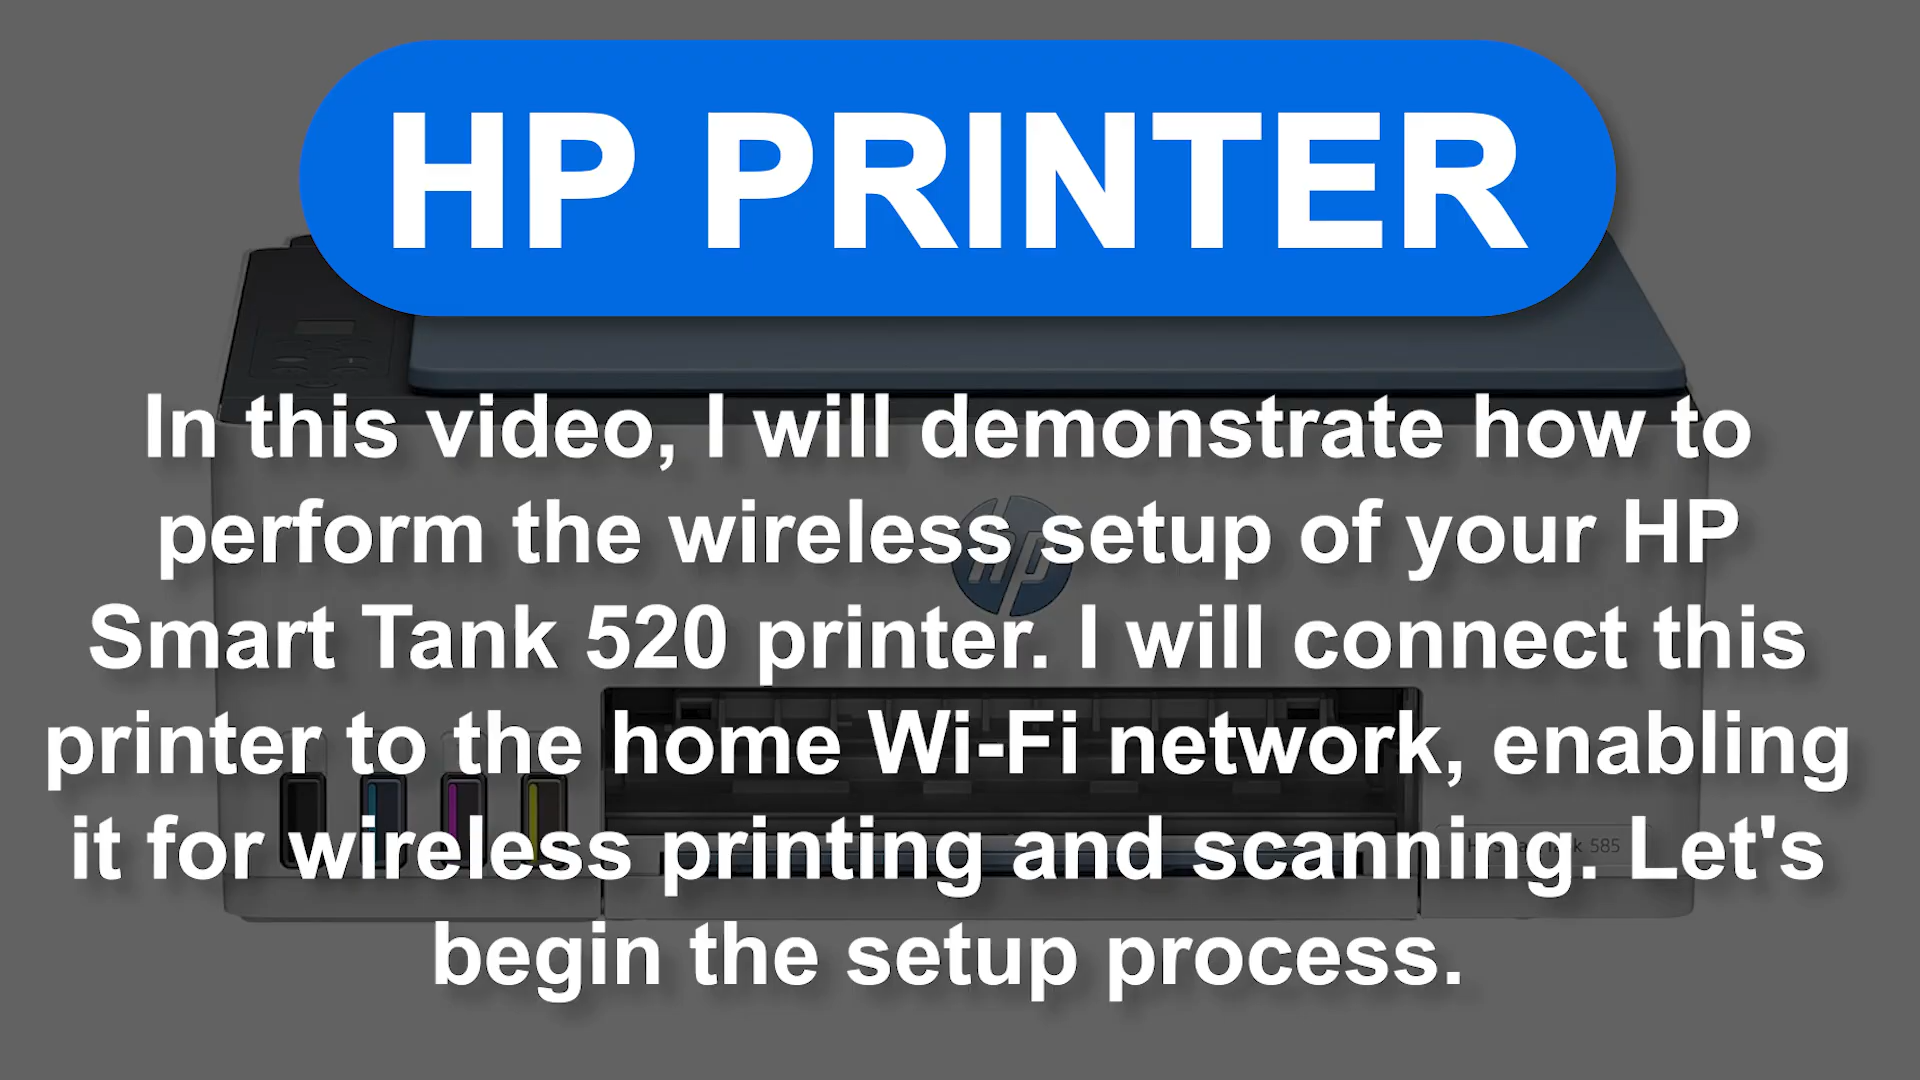 HP PRINTER
In this video, I will demonstrate how to
perform the wireless setup of your HP
Smart Tank 520 printer. I will connect this
printer to the home Wi-Fi network, enabling
it for wireless printing and scanning. Let's
begin the setup process.
hp
585